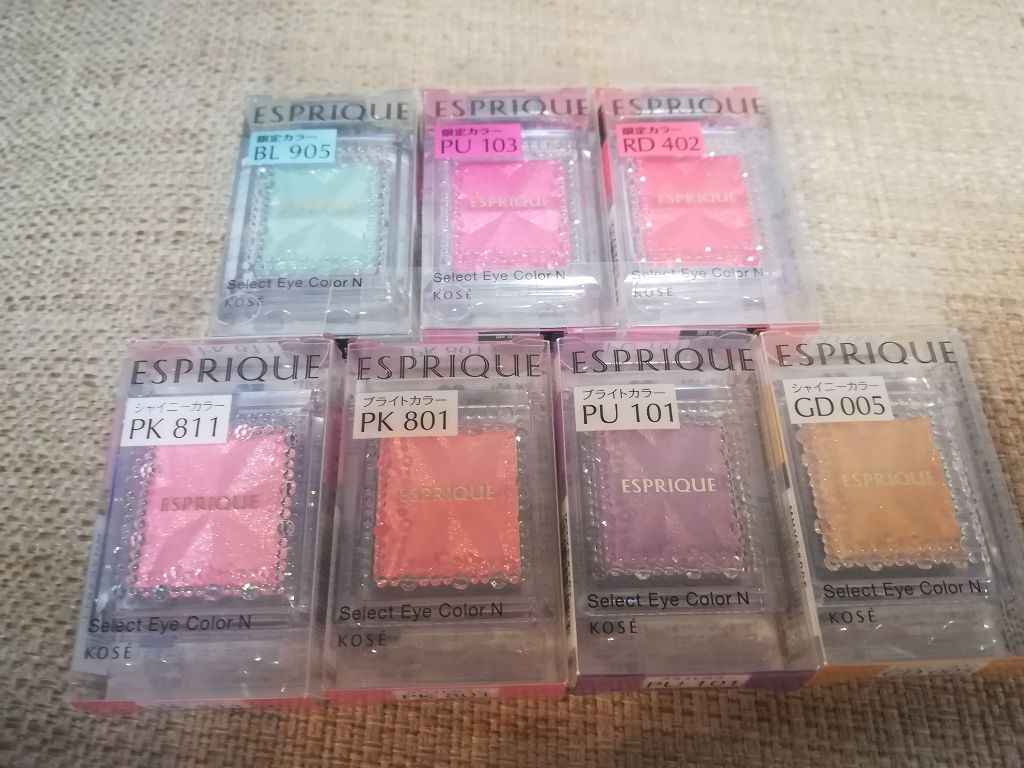 ESPRIQUE
限定カラー
BL 905
Select Eye Color N
KOSÉ
ESPRIQUE
限定カラー
PU 103
ESPRIQUE
Select Eye Color N
KOSÉ
ESPRIQUE
限定カラー
RD 402
ESPRIQUE
Select Eye Color N
KOSÉ
ESPRIQUE
シャイニーカラー
PK 811
ESPRIQUE
Select Eye Color N
KOSÉ
ESPRIQUE
ブライトカラー
PK 801
ESPRIQUE
Select Eye Color N
KOSÉ
PK 801
ESPRIQUE
ブライトカラー
PU 101
ESPRIQUE
Select Eye Color N
KOSÉ
PU 101
ESPRIQUE
シャイニーカラー
GD 005
ESPRIQUE
Select Eye Color N
KOSÉ